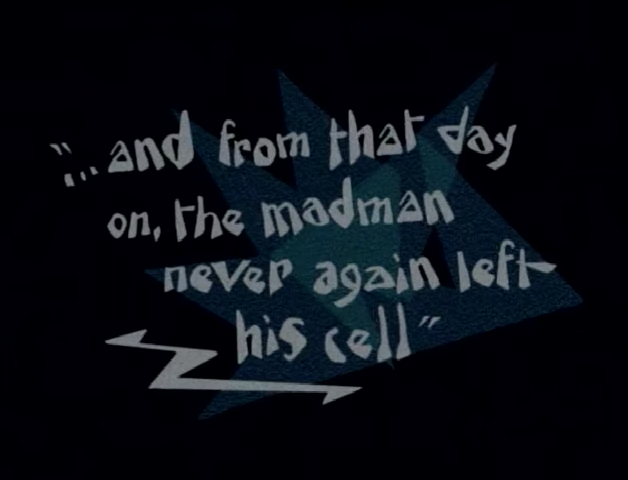 "...and from that day
on, the madman
never again left
his cell"